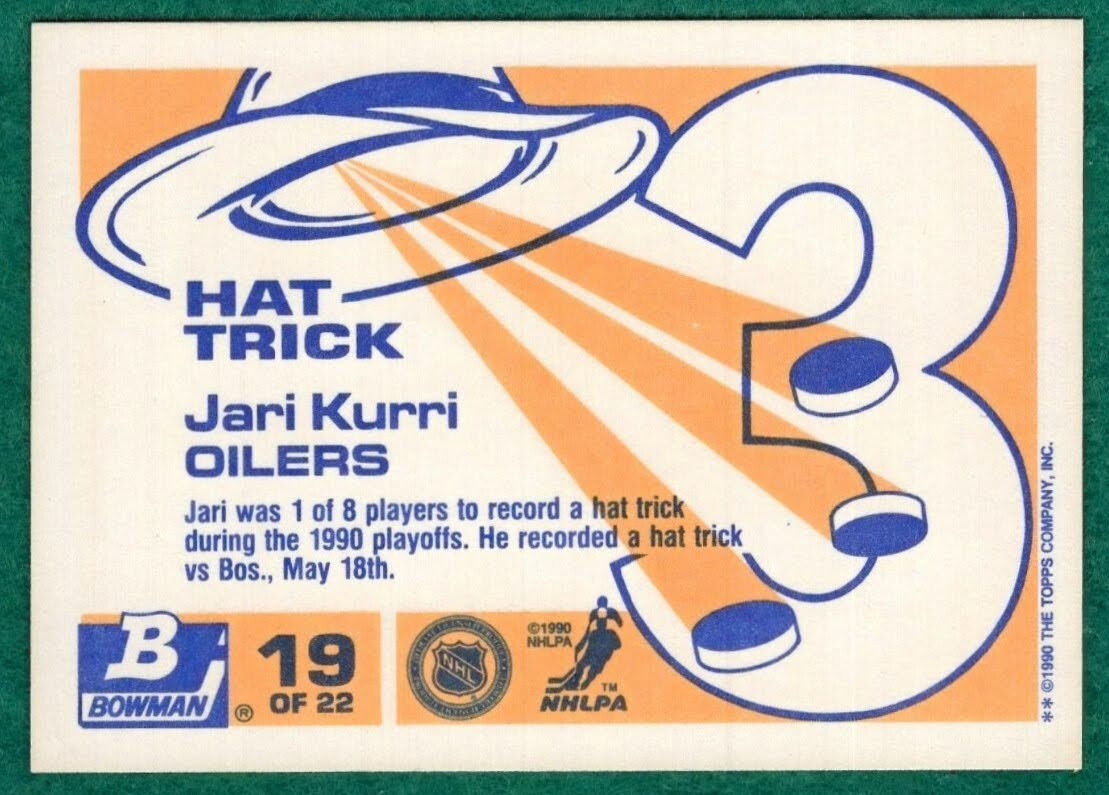 HAT
TRICK
Jari Kurri
OILERS
Jari was 1 of 8 players to record a hat trick
during the 1990 playoffs. He recorded a hat trick
vs Bos., May 18th.
3
B
BOWMAN
®
19
OF 22
NHL
©1990
NHLPA
TM
NHLPA
** ©1990 THE TOPPS COMPANY, INC.